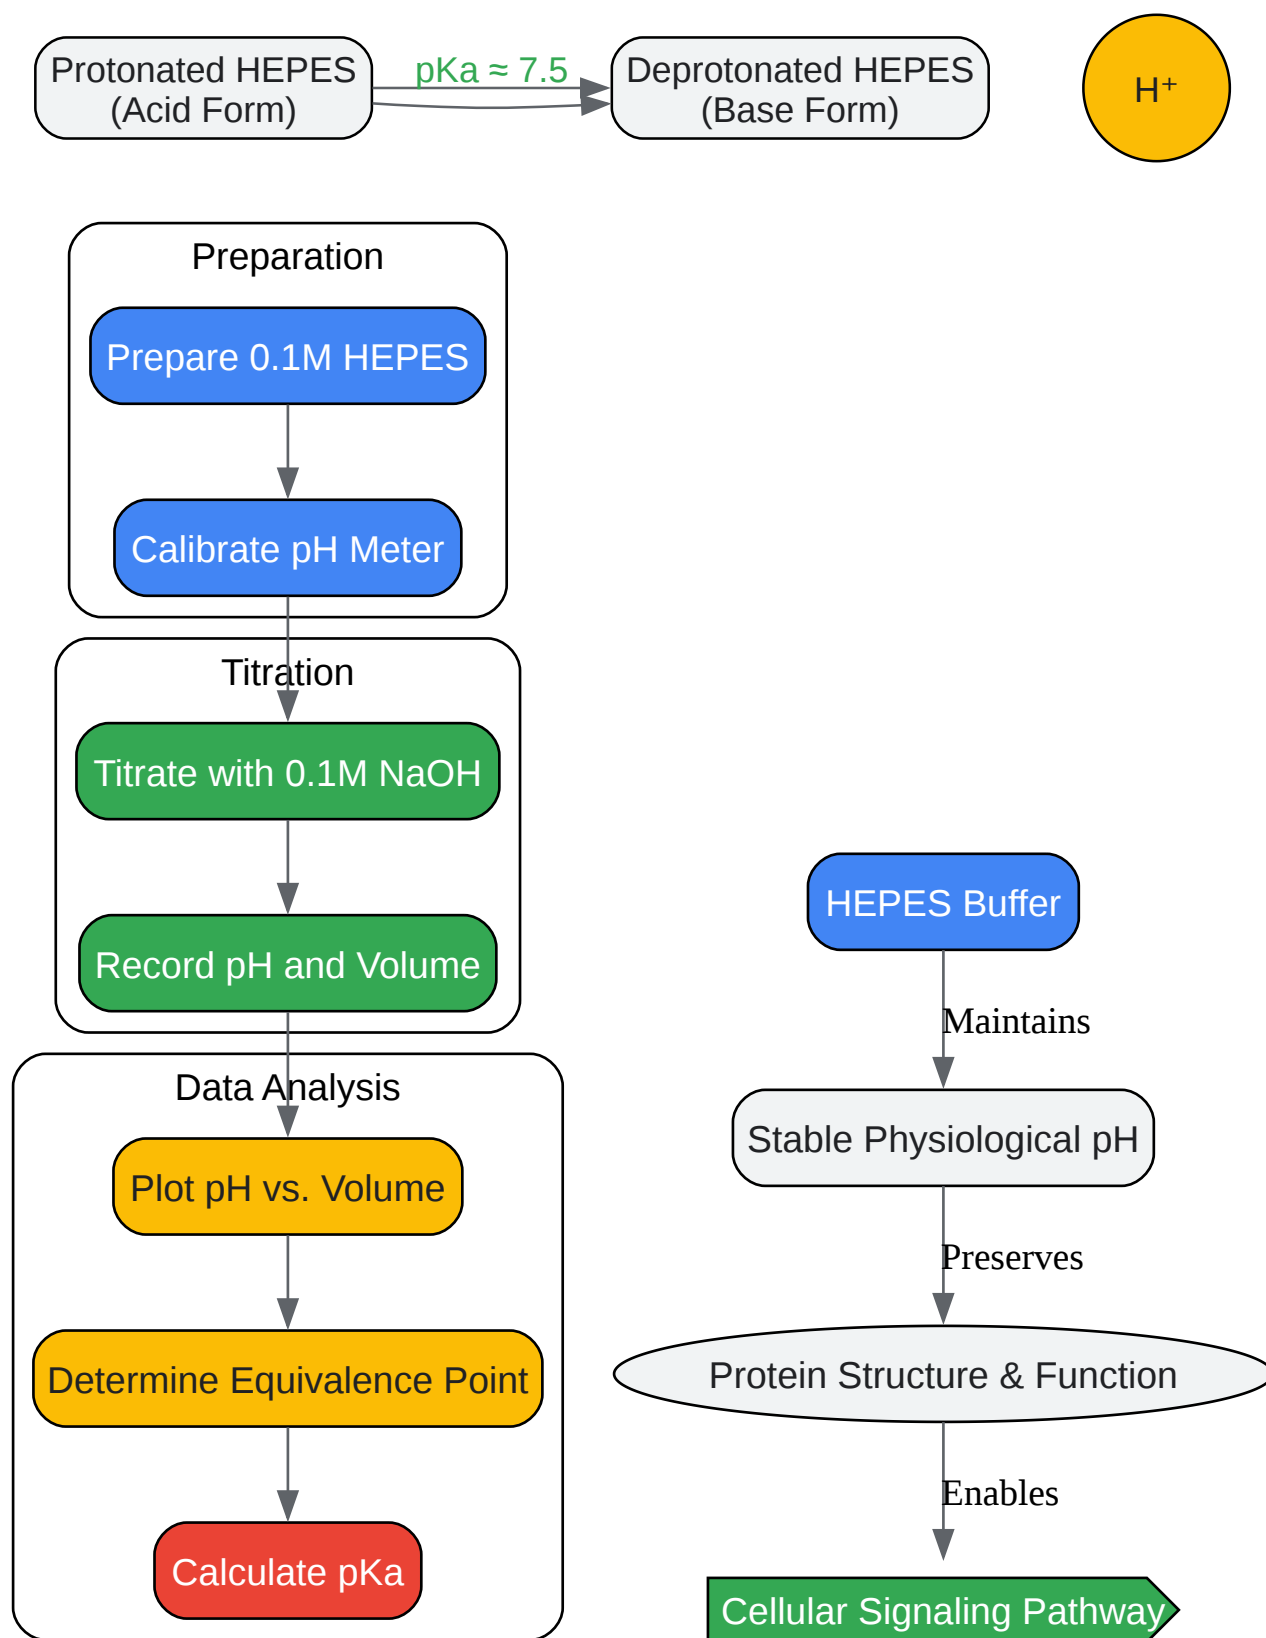 Protonated HEPES
(Acid Form)
pKa ≈ 7.5
Deprotonated HEPES
(Base Form)
H⁺
Preparation
Prepare 0.1M HEPES
Calibrate pH Meter
Titration
Titrate with 0.1M NaOH
Record pH and Volume
Data Analysis
Plot pH vs. Volume
Determine Equivalence Point
Calculate pKa
HEPES Buffer
Maintains
Stable Physiological pH
Preserves
Protein Structure & Function
Enables
Cellular Signaling Pathway